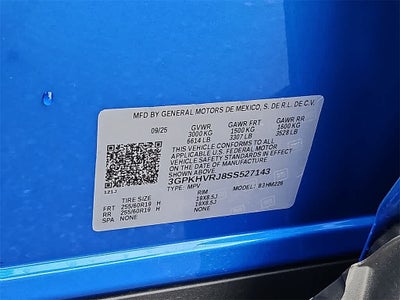 MFD BY GENERAL MOTORS DE MEXICO, S. DE R.L. DE C.V.
09/25 GVWR GAWR FRT GAWR RR
3000 KG 1500 KG 1600 KG
6614 LB 3307 LB 3528 LB
THIS VEHICLE CONFORMS TO ALL APPLICABLE
U.S. FEDERAL MOTOR
VEHICLE SAFETY STANDARDS IN EFFECT ON THE
DATE OF MANUFACTURE SHOWN ABOVE.
3GPKHVRJ8SS527143
TYPE: MPV 83HM226
1212
TIRE SIZE RIM
FRT 255/60R19 H 19X8.5J
RR 255/60R19 H 19X8.5J
SPA NONE NONE